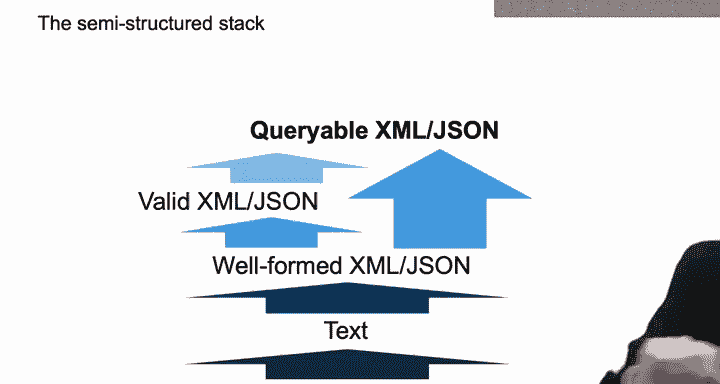 The semi-structured stack
Queryable XML/JSON
Valid XML/JSON
Well-formed XML/JSON
Text